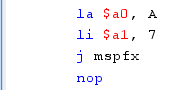 la $a0, A
li $a1, 7
j mspfx
nop